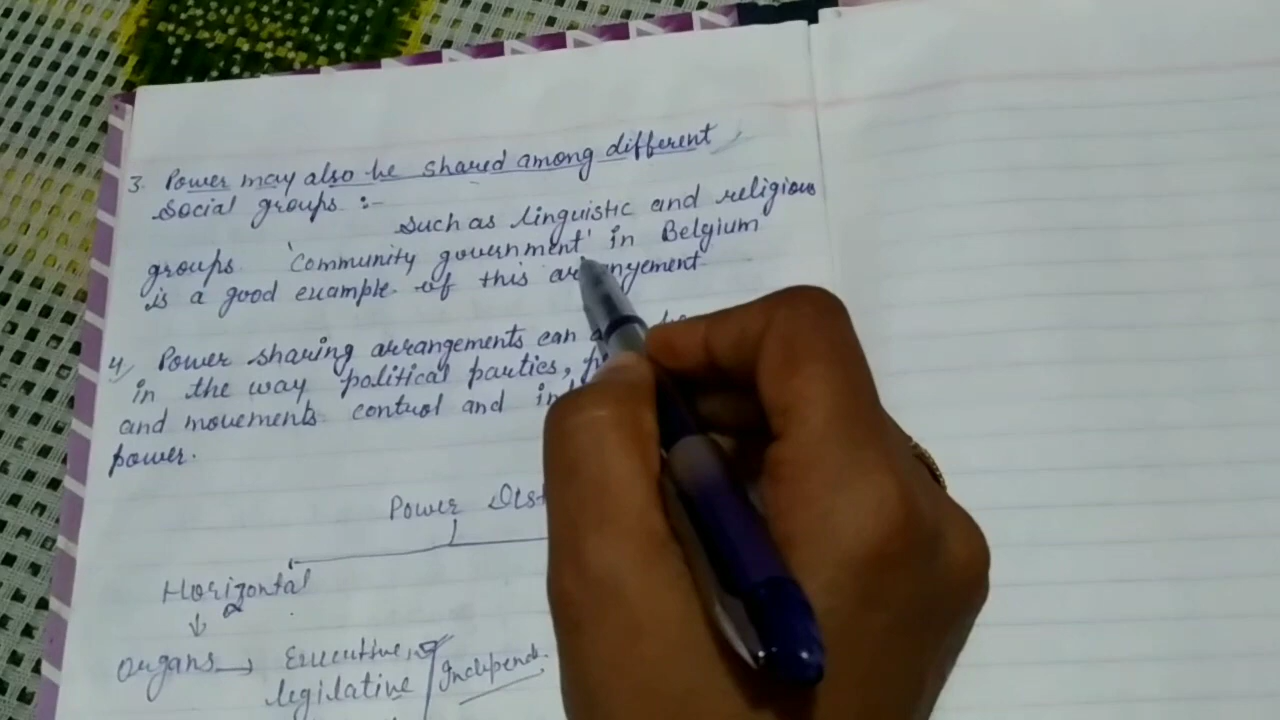 3. Power may also be shared among different
Social groups :-
Such as linguistic and religious
groups 'Community government' in Belgium
is a good example of this
4, Power sharing arrangements can
in the way political parties,
and movements control and
power.
Power
Horizontal
Organs → Executive,
legilative
Independ.